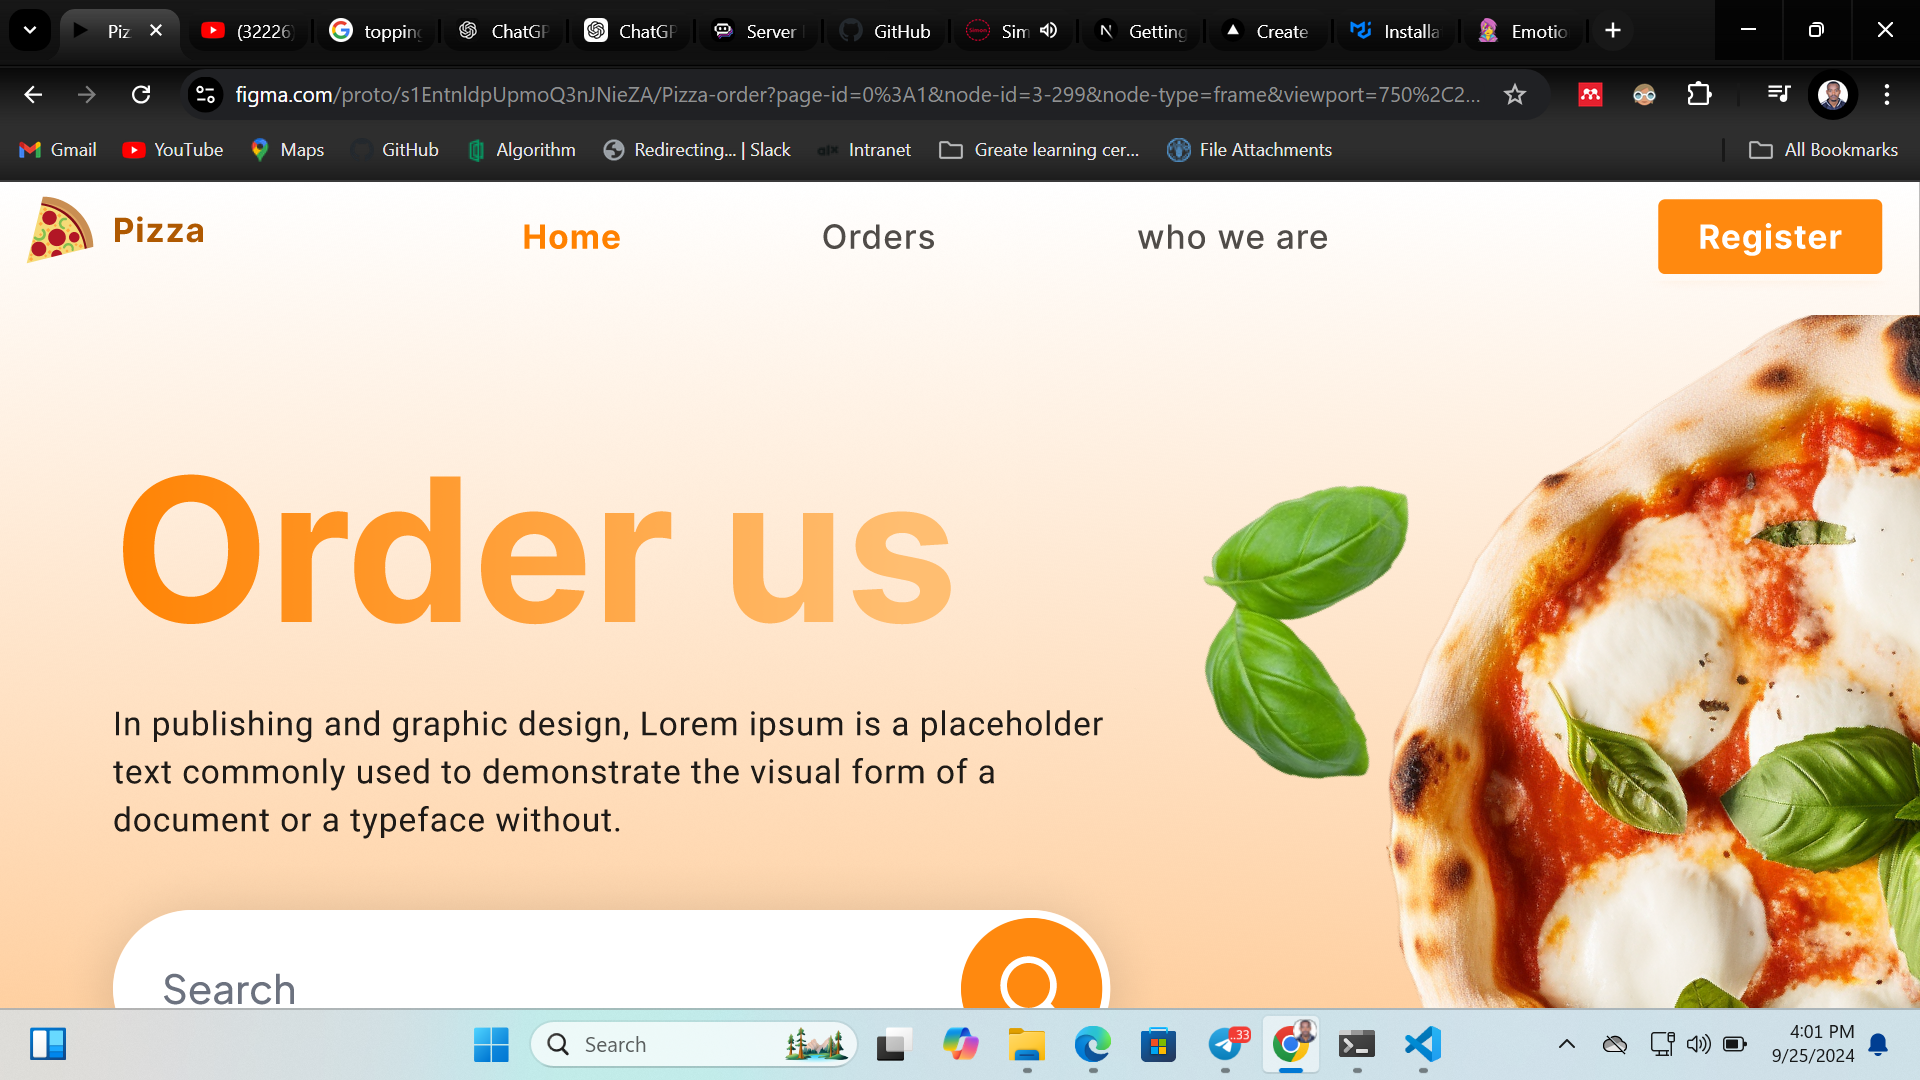 Piz
(32226)
topping
ChatGP
ChatGP
Server
GitHub
Sim
Getting
Create
Installa
Emotio
figma.com/proto/s1EntnldpUpmoQ3nJNieZA/Pizza-order?page-id=0%3A1&node-id=3-299&node-type=frame&viewport=750%2C2...
Gmail
YouTube
Maps
GitHub
Algorithm
Redirecting... | Slack
Intranet
Greate learning cer...
File Attachments
All Bookmarks
Pizza
Home
Orders
who we are
Register
Order us
In publishing and graphic design, Lorem ipsum is a placeholder
text commonly used to demonstrate the visual form of a
document or a typeface without.
Search
Search
..33
4:01 PM
9/25/2024